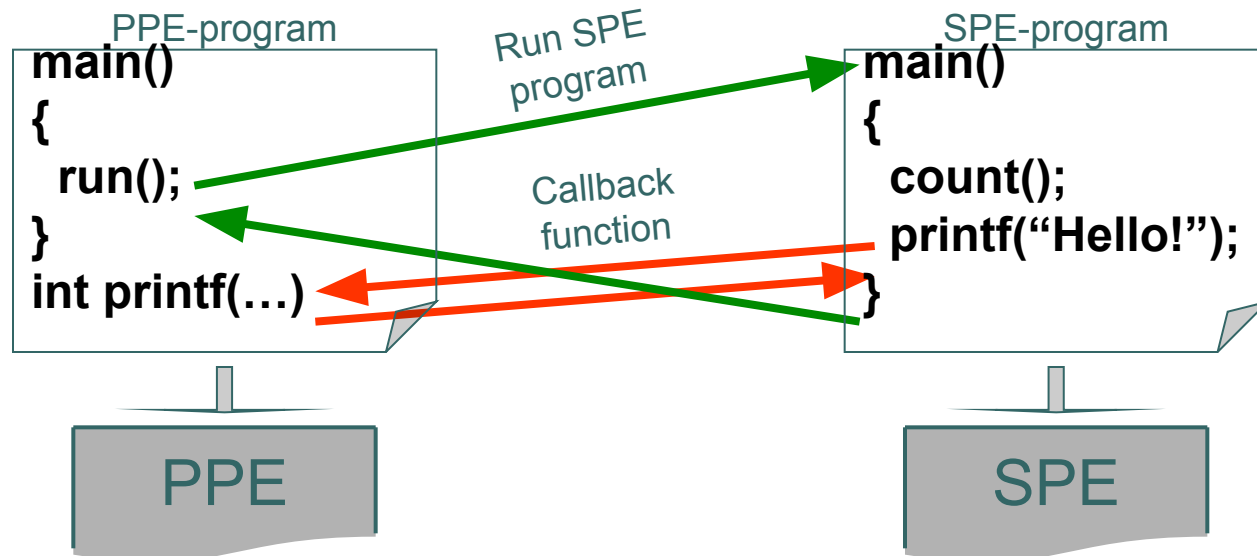 PPE-program
main()
{
run();
}
int printf(…)
Run SPE
program
Callback
function
SPE-program
main()
{
count();
printf(“Hello!”);
}
PPE
SPE